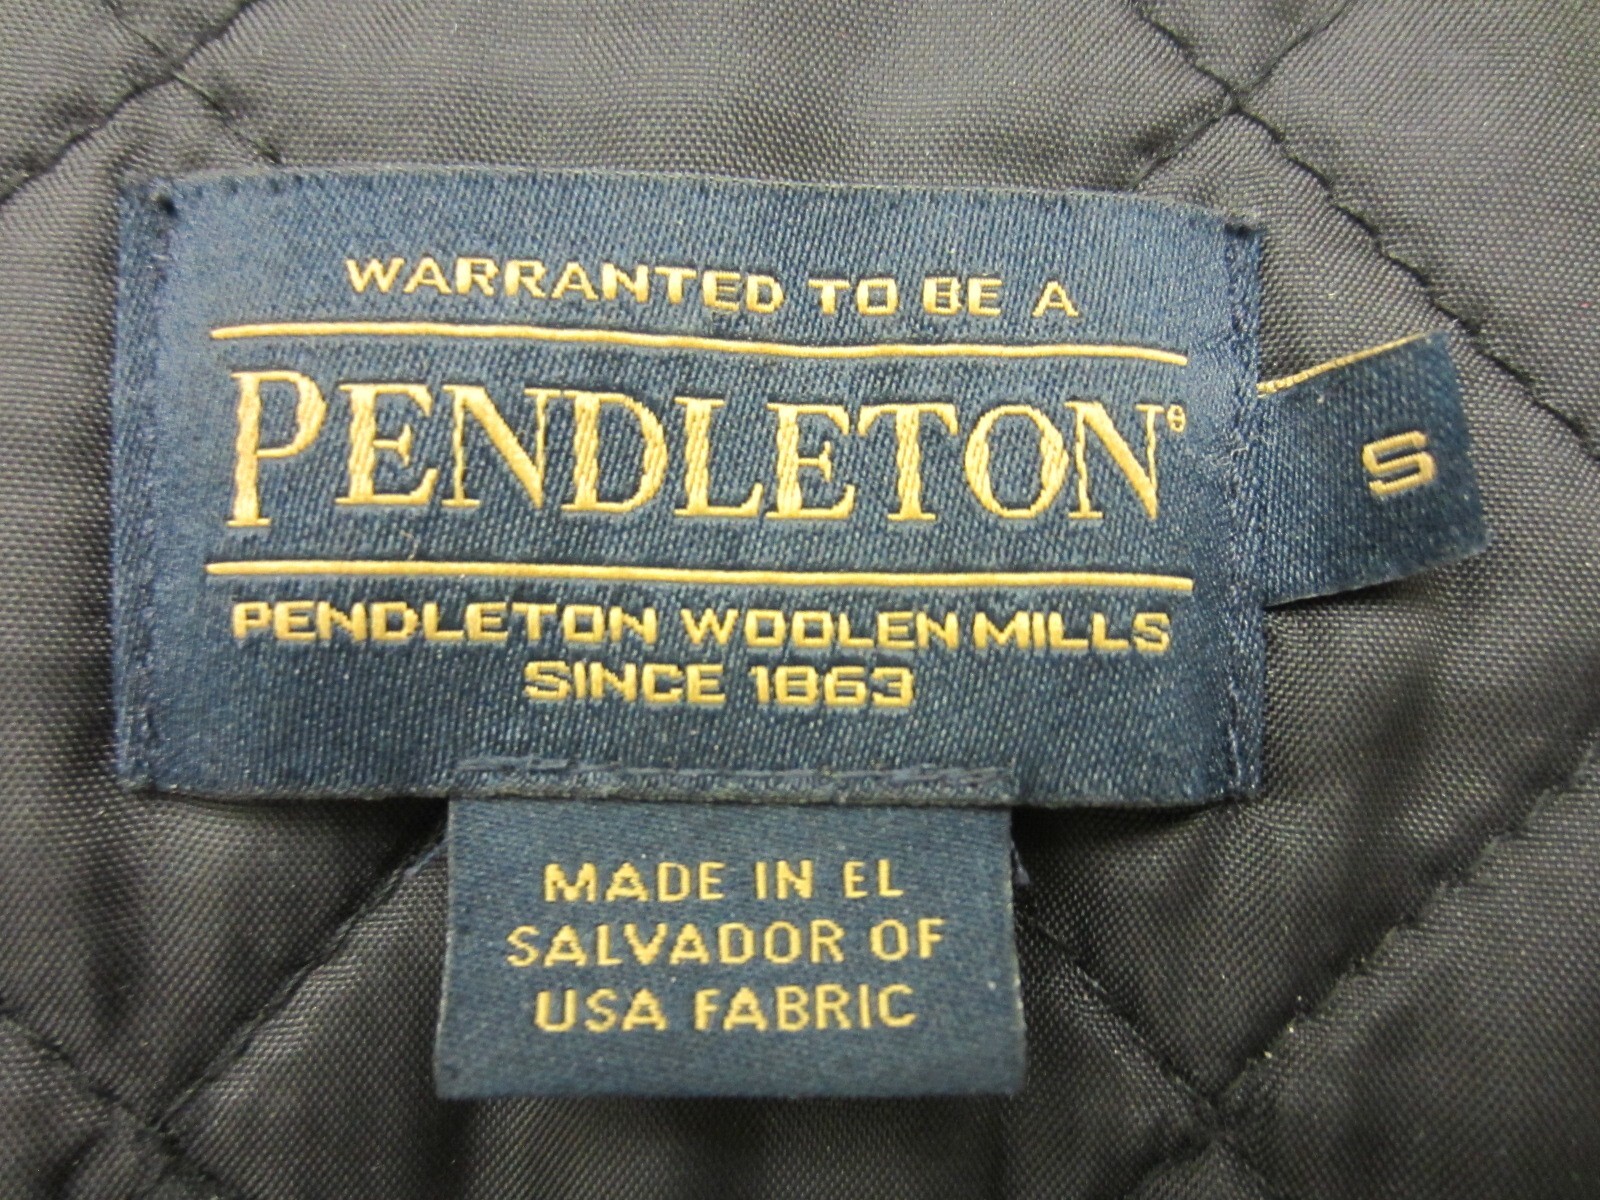 WARRANTED TO BE A
PENDLETON®
PENDLETON WOOLEN MILLS
SINCE 1863
S
MADE IN EL
SALVADOR OF
USA FABRIC